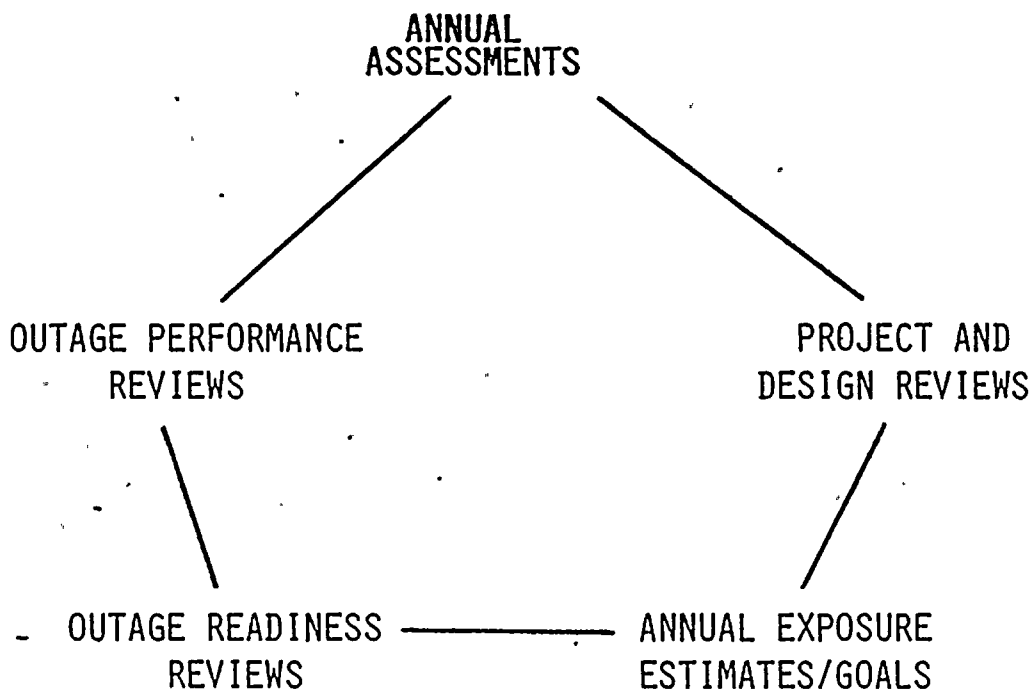 ANNUAL
ASSESSMENTS
OUTAGE PERFORMANCE
REVIEWS
PROJECT AND
DESIGN REVIEWS
OUTAGE READINESS
REVIEWS
ANNUAL EXPOSURE
ESTIMATES/GOALS